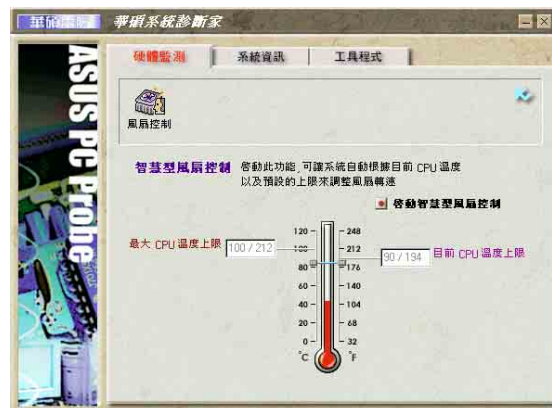 華碩電腦 華碩系統診斷家
ASUS PC Probe
硬體監測 系統資訊 工具程式
風扇控制
智慧型風扇控制 啓動此功能,可讓系統自動根據目前 CPU 溫度
以及預設的上限來調整風扇轉速
啓動智慧型風扇控制
最大 CPU 溫度上限 100 / 212
90 / 194 目前 CPU 溫度上限
120 248
100 212
80 176
60 140
40 104
20 68
0 32
°C °F